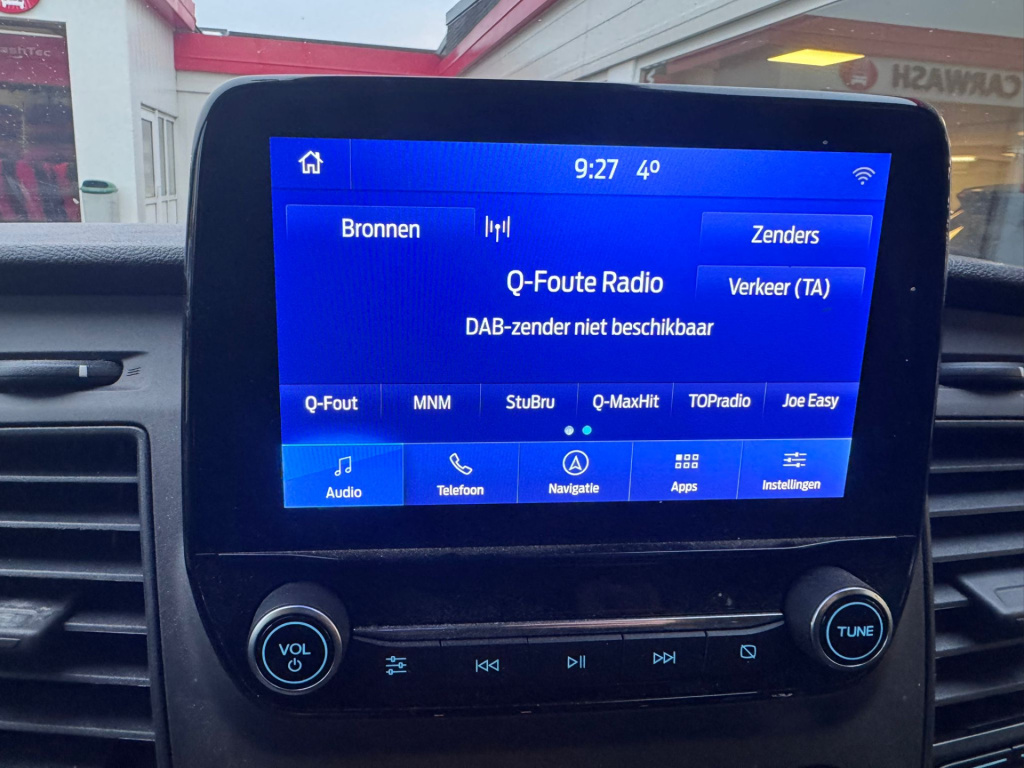 9:27 4º
Bronnen
Zenders
Q-Foute Radio
Verkeer (TA)
DAB-zender niet beschikbaar
Q-Fout MNM StuBru Q-MaxHit TOPradio Joe Easy
Audio Telefoon Navigatie Apps Instellingen
VOL
TUNE
CARWASH